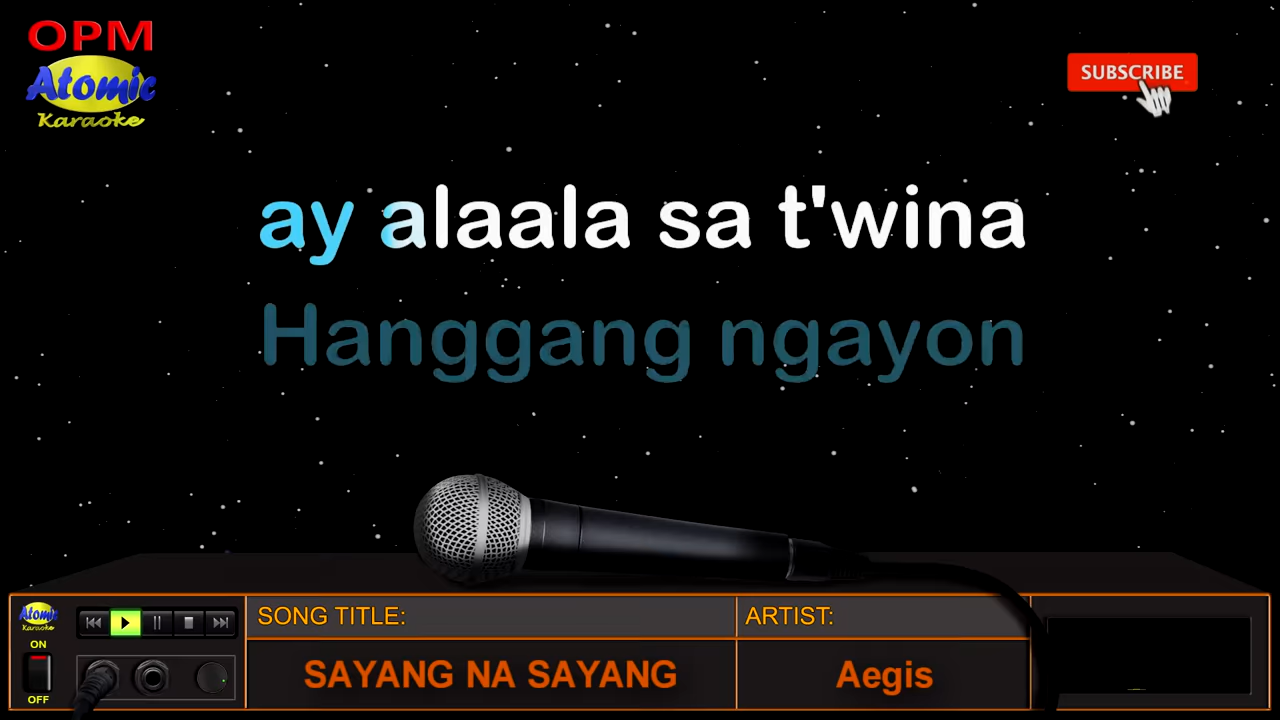 OPM
Atomic
Karaoke
SUBSCRIBE
ay alaala sa t'wina
Hanggang ngayon
Atomic
Karaoke
ON
OFF
SONG TITLE:
SAYANG NA SAYANG
ARTIST:
Aegis